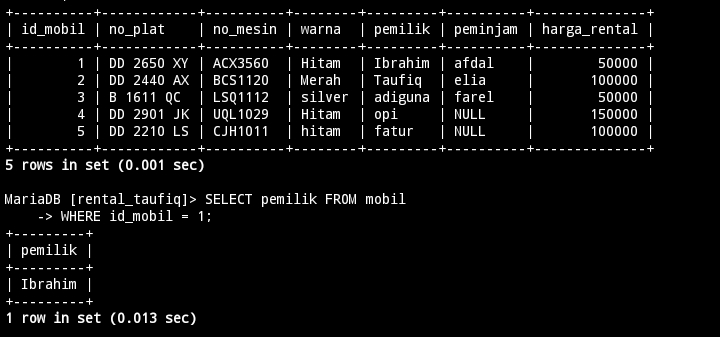 +----------+------------+----------+--------+---------+----------+--------------+
| id_mobil | no_plat    | no_mesin | warna  | pemilik | peminjam | harga_rental |
+----------+------------+----------+--------+---------+----------+--------------+
|        1 | DD 2650 XY | ACX3560  | Hitam  | Ibrahim | afdal    |        50000 |
|        2 | DD 2440 AX | BCS1120  | Merah  | Taufiq  | elia     |       100000 |
|        3 | B 1611 QC  | LSQ1112  | silver | adiguna | farel    |        50000 |
|        4 | DD 2901 JK | UQL1029  | Hitam  | opi     | NULL     |       150000 |
|        5 | DD 2210 LS | CJH1011  | hitam  | fatur   | NULL     |       100000 |
+----------+------------+----------+--------+---------+----------+--------------+
5 rows in set (0.001 sec)
MariaDB [rental_taufiq]> SELECT pemilik FROM mobil
    -> WHERE id_mobil = 1;
+---------+
| pemilik |
+---------+
| Ibrahim |
+---------+
1 row in set (0.013 sec)